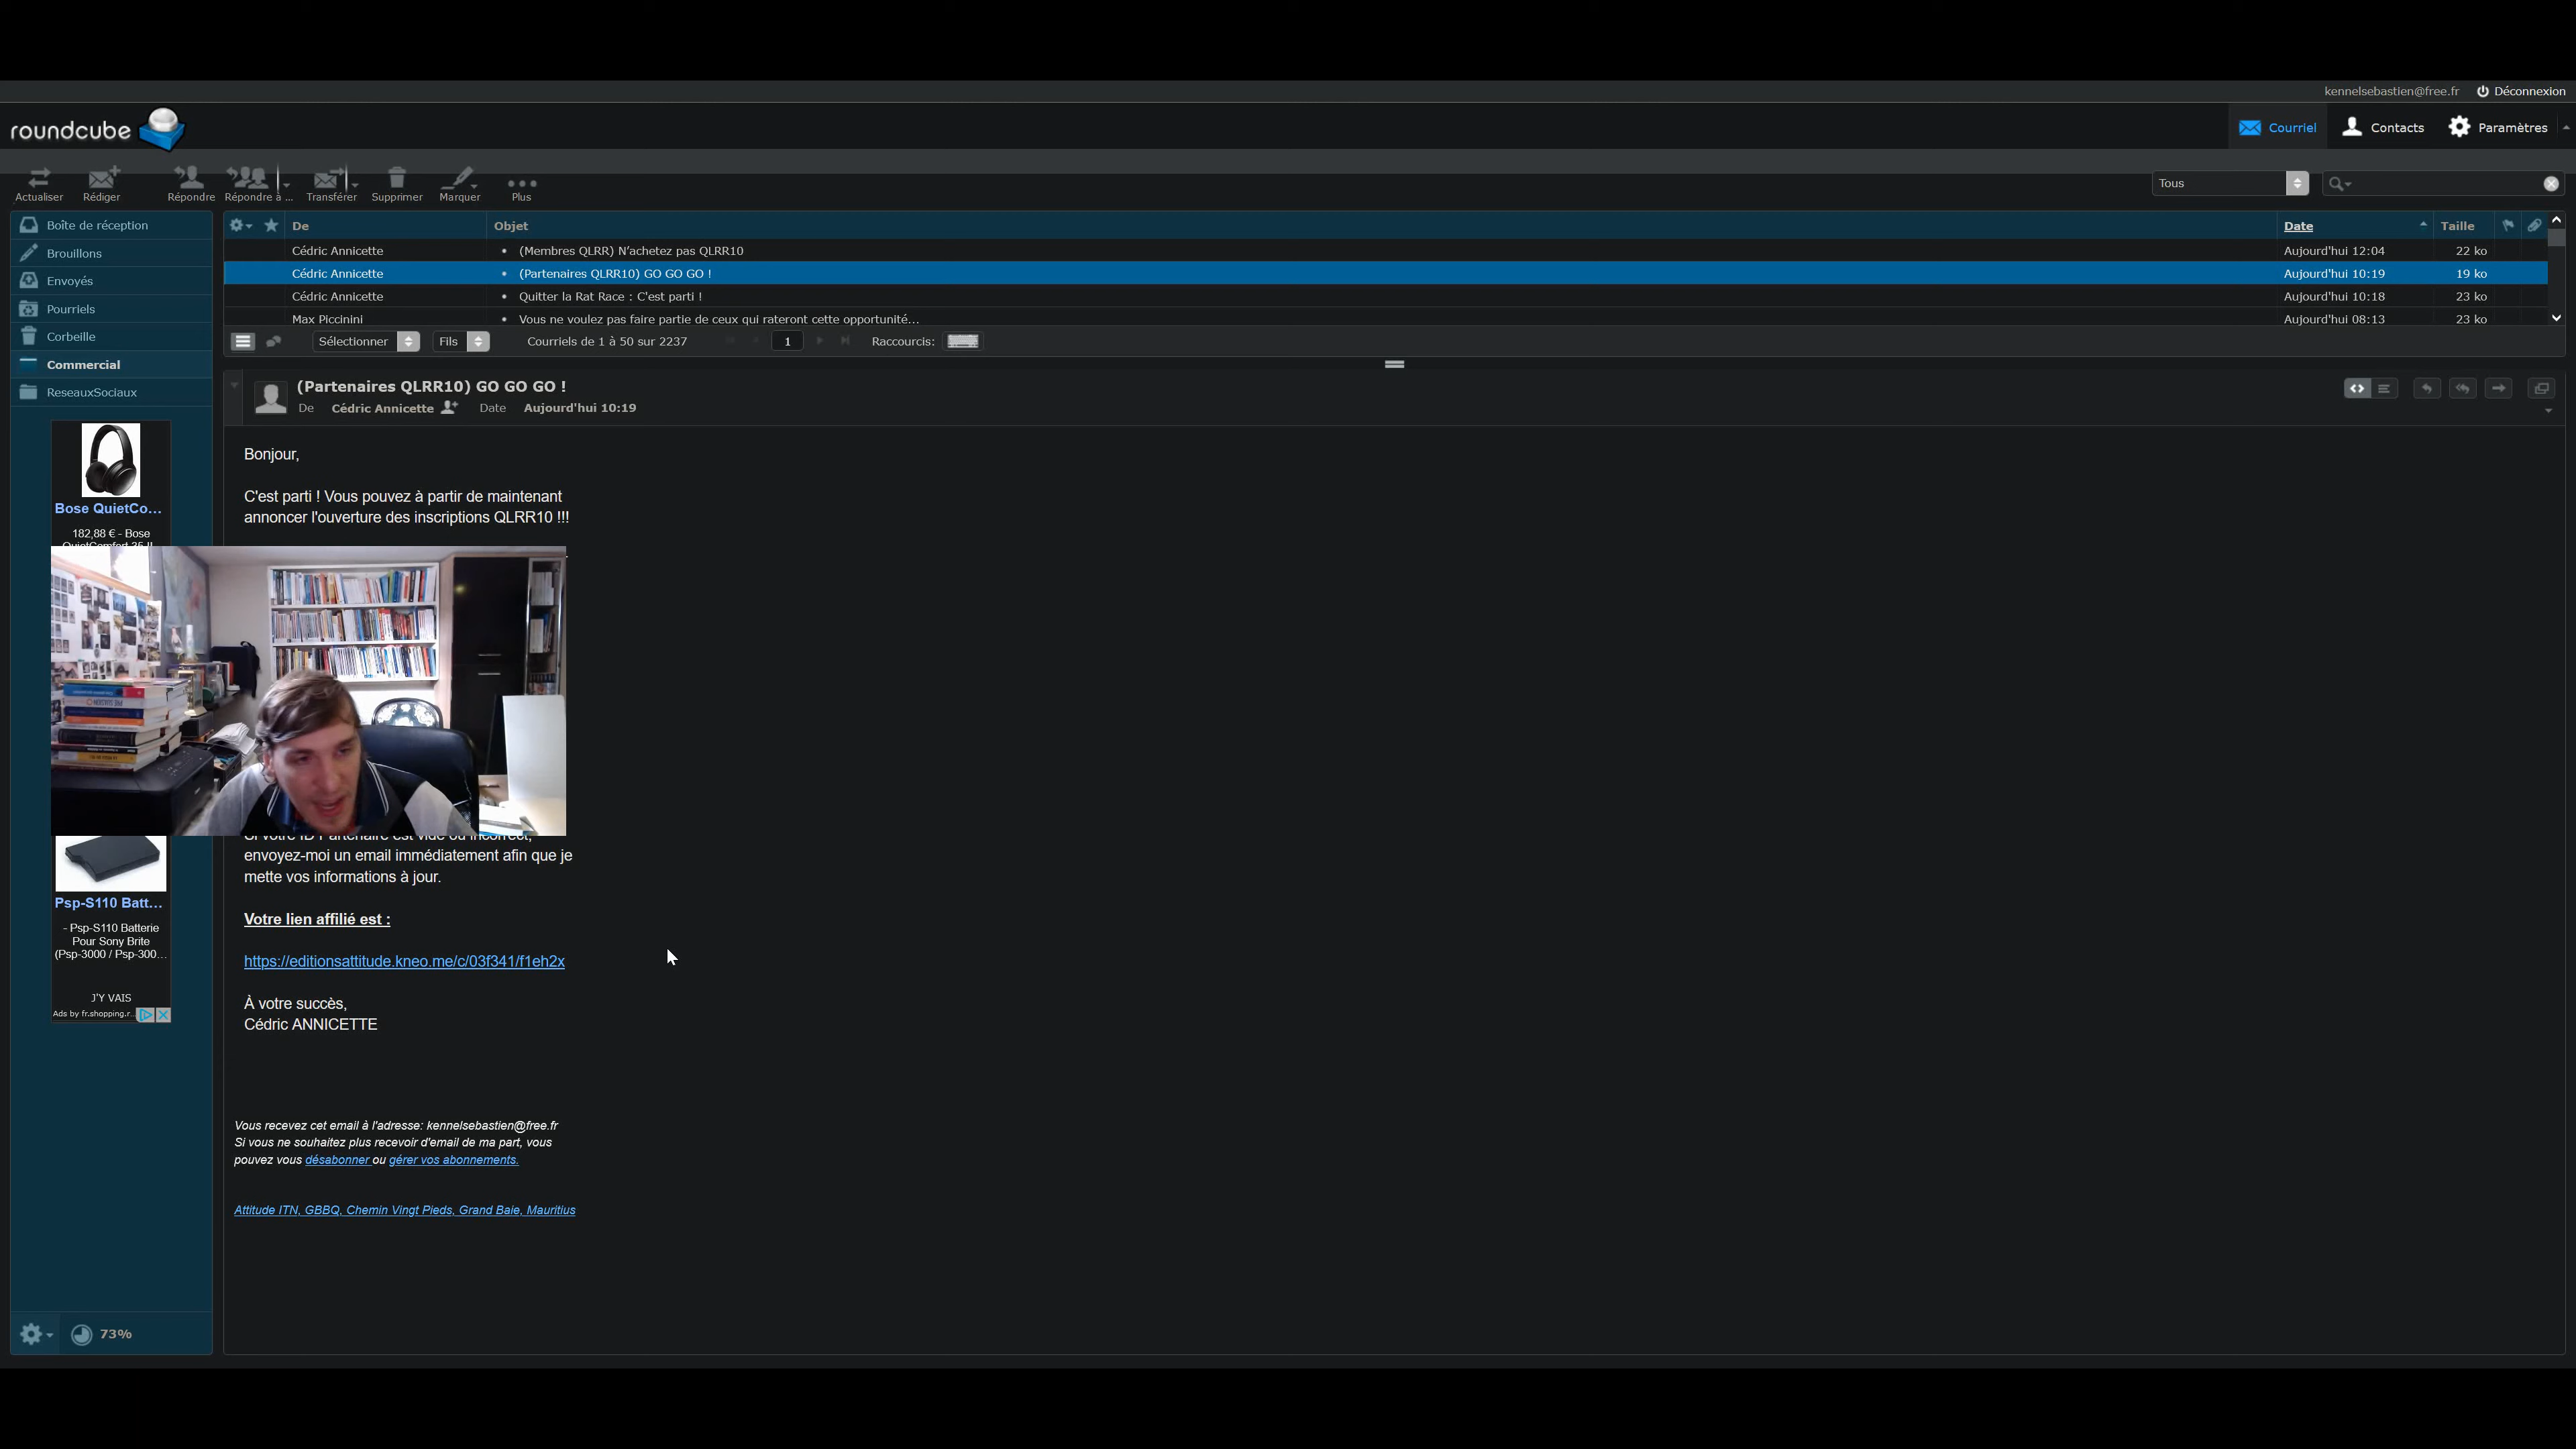 kennelsebastien@free.fr Déconnexion
roundcube
Courriel Contacts Paramètres
Actualiser Rédiger Répondre Répondre à ... Transférer Supprimer Marquer Plus
Tous
Boîte de réception
Brouillons
Envoyés
Pourriels
Corbeille
Commercial
ReseauxSociaux
De Objet Date Taille
Cédric Annicette • (Membres QLRR) N'achetez pas QLRR10 Aujourd'hui 12:04 22 ko
Cédric Annicette • (Partenaires QLRR10) GO GO GO ! Aujourd'hui 10:19 19 ko
Cédric Annicette • Quitter la Rat Race : C'est parti ! Aujourd'hui 10:18 23 ko
Max Piccinini • Vous ne voulez pas faire partie de ceux qui rateront cette opportunité... Aujourd'hui 08:13 23 ko
Sélectionner Fils Courriels de 1 à 50 sur 2237 1 Raccourcis:
(Partenaires QLRR10) GO GO GO !
De Cédric Annicette Date Aujourd'hui 10:19
Bonjour,
C'est parti ! Vous pouvez à partir de maintenant
annoncer l'ouverture des inscriptions QLRR10 !!!
Bose QuietCo...
182,88 € - Bose
QuietComfort 35 II
Si votre ID Partenaire est vide ou incorrect,
envoyez-moi un email immédiatement afin que je
mette vos informations à jour.
Votre lien affilié est :
https://editionsattitude.kneo.me/c/03f341/f1eh2x
À votre succès,
Cédric ANNICETTE
Psp-S110 Batt...
- Psp-S110 Batterie
Pour Sony Brite
(Psp-3000 / Psp-300...
J'Y VAIS
Ads by fr.shopping.r...
Vous recevez cet email à l'adresse: kennelsebastien@free.fr
Si vous ne souhaitez plus recevoir d'email de ma part, vous
pouvez vous désabonner ou gérer vos abonnements.
Attitude ITN, GBBQ, Chemin Vingt Pieds, Grand Baie, Mauritius
73%